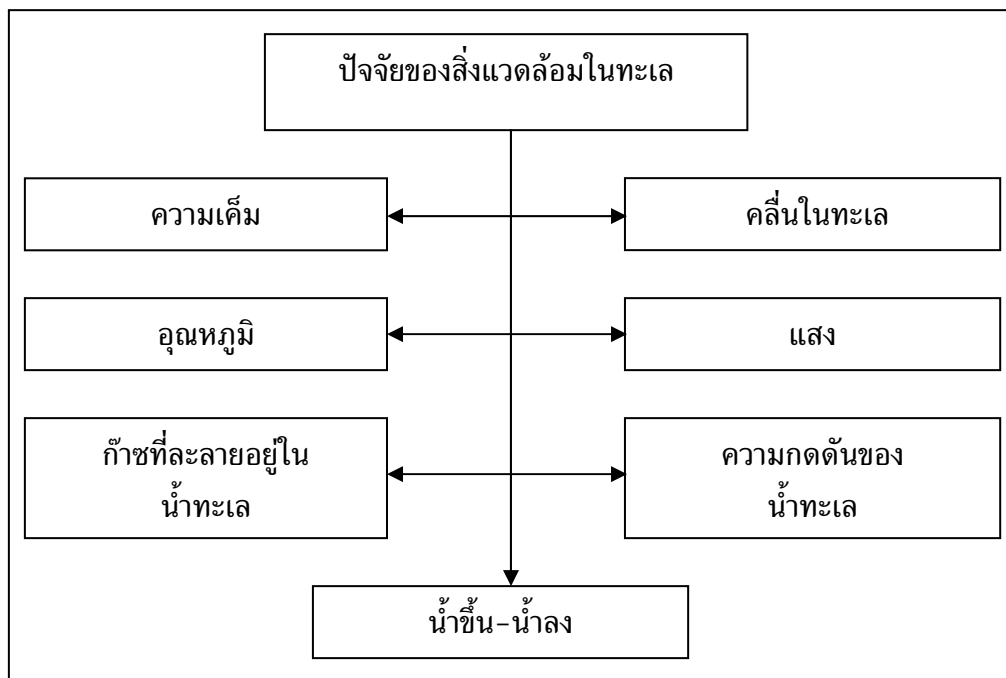 ปัจจัยของสิ่งแวดล้อมในทะเล
ความเค็ม
คลื่นในทะเล
อุณหภูมิ
แสง
ก๊าซที่ละลายอยู่ใน
น้ำทะเล
ความกดดันของ
น้ำทะเล
น้ำขึ้น-น้ำลง